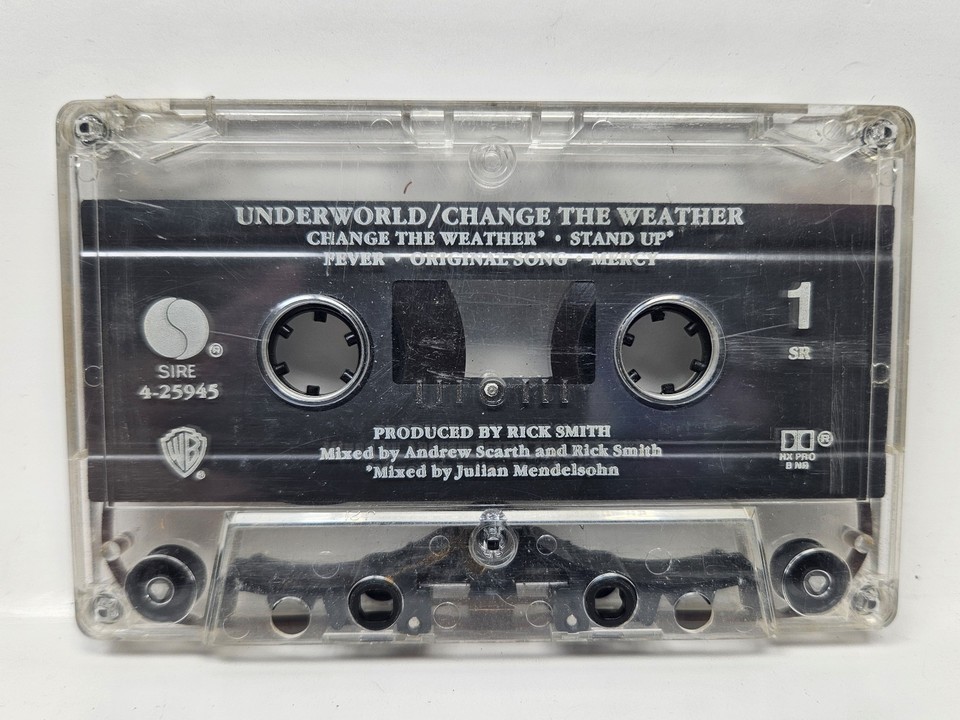 UNDERWORLD/CHANGE THE WEATHER
CHANGE THE WEATHER* • STAND UP*
FEVER • ORIGINAL SONG • MERCY
1
SR
®
SIRE
4-25945
PRODUCED BY RICK SMITH
Mixed by Andrew Scarth and Rick Smith
*Mixed by Julian Mendelsohn
WB
®
®
HX PRO
B NR